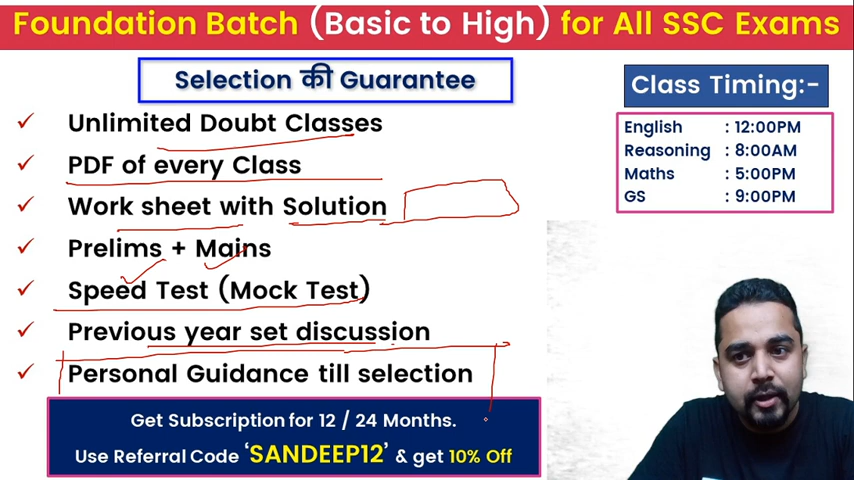 Foundation Batch (Basic to High) for All SSC Exams
Selection की Guarantee
Unlimited Doubt Classes
PDF of every Class
Work sheet with Solution
Prelims + Mains
Speed Test (Mock Test)
Previous year set discussion
Personal Guidance till selection
Get Subscription for 12 / 24 Months.
Use Referral Code ‘SANDEEP12’ & get 10% Off
Class Timing:-
English : 12:00PM
Reasoning : 8:00AM
Maths : 5:00PM
GS : 9:00PM